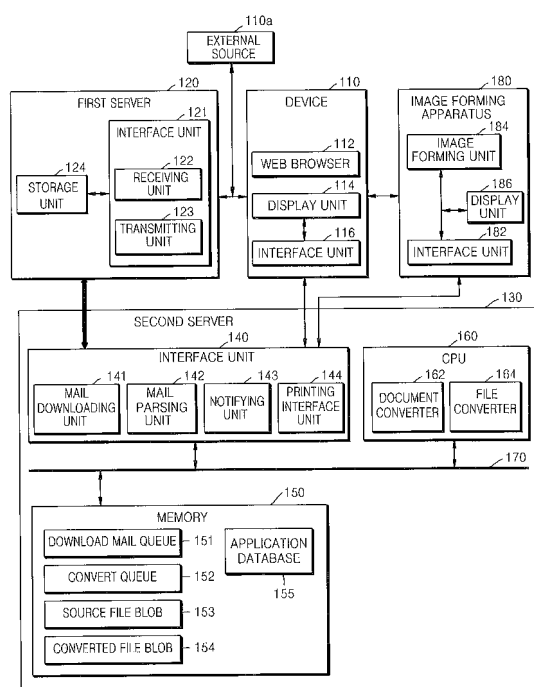 110a
EXTERNAL
SOURCE
120
FIRST SERVER
121
INTERFACE UNIT
122
RECEIVING
UNIT
123
TRANSMITTING
UNIT
124
STORAGE
UNIT
110
DEVICE
112
WEB BROWSER
114
DISPLAY UNIT
116
INTERFACE UNIT
180
IMAGE FORMING
APPARATUS
184
IMAGE
FORMING UNIT
186
DISPLAY
UNIT
182
INTERFACE UNIT
130
SECOND SERVER
140
INTERFACE UNIT
141
MAIL
DOWNLOADING
UNIT
142
MAIL
PARSING
UNIT
143
NOTIFYING
UNIT
144
PRINTING
INTERFACE
UNIT
160
CPU
162
DOCUMENT
CONVERTER
164
FILE
CONVERTER
170
150
MEMORY
DOWNLOAD MAIL QUEUE
151
CONVERT QUEUE
152
SOURCE FILE BLOB
153
CONVERTED FILE BLOB
154
APPLICATION
DATABASE
155